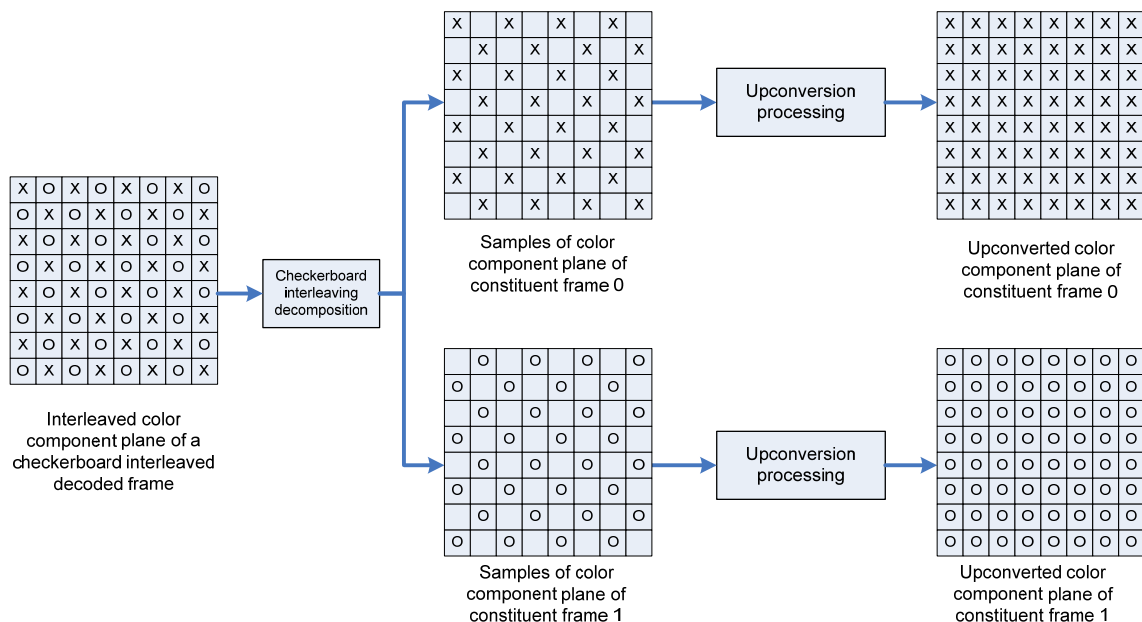 X O X O X O X O
O X O X O X O X
X O X O X O X O
O X O X O X O X
X O X O X O X O
O X O X O X O X
X O X O X O X O
O X O X O X O X
Interleaved color
component plane of a
checkerboard interleaved
decoded frame
Checkerboard
interleaving
decomposition
X X X X
X X X X
X X X X
X X X X
X X X X
X X X X
X X X X
X X X X
Samples of color
component plane of
constituent frame 0
Upconversion
processing
X X X X X X X X
X X X X X X X X
X X X X X X X X
X X X X X X X X
X X X X X X X X
X X X X X X X X
X X X X X X X X
X X X X X X X X
Upconverted color
component plane of
constituent frame 0
O O O O
O O O O
O O O O
O O O O
O O O O
O O O O
O O O O
O O O O
Samples of color
component plane of
constituent frame 1
Upconversion
processing
O O O O O O O O
O O O O O O O O
O O O O O O O O
O O O O O O O O
O O O O O O O O
O O O O O O O O
O O O O O O O O
O O O O O O O O
Upconverted color
component plane of
constituent frame 1